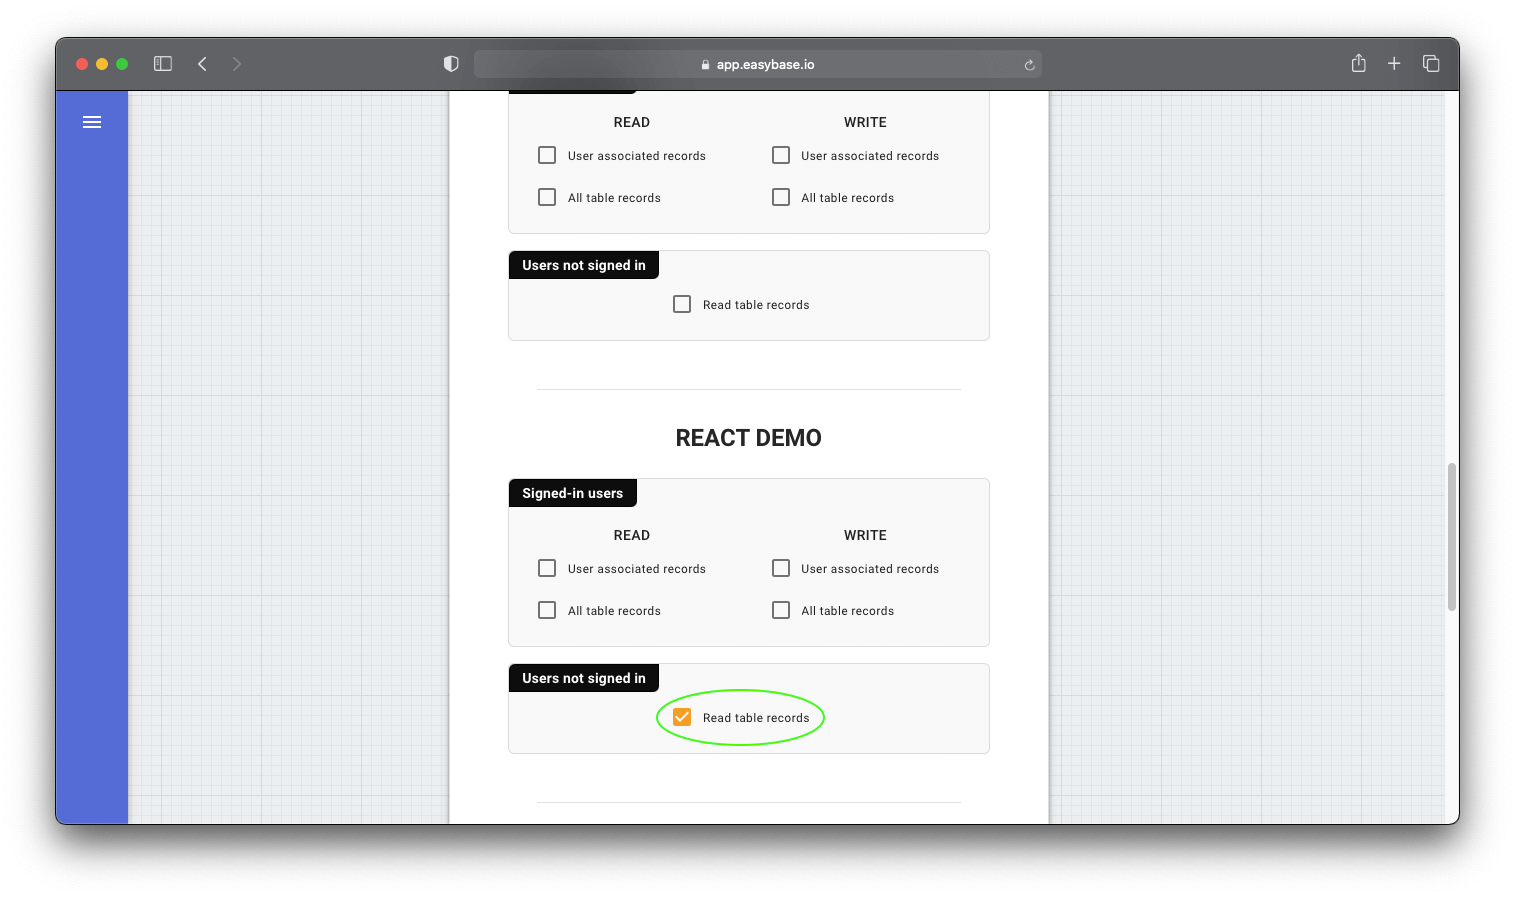 app.easybase.io
READ WRITE
User associated records User associated records
All table records All table records
Users not signed in
Read table records
REACT DEMO
Signed-in users
READ WRITE
User associated records User associated records
All table records All table records
Users not signed in
Read table records